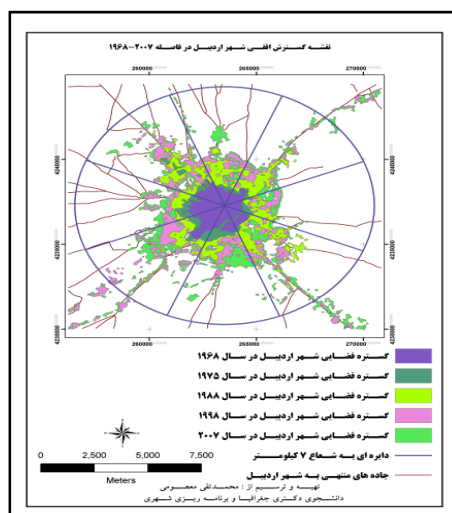 نقشه گسترش افقی شهر اردبیل در فاصله ۲۰۰۷-۱۹۶۸
260000 265000 270000
4240000 4240000
4230000 4230000
260000 265000 270000
گستره فضایی شهر اردبیل در سال ۱۹۶۸
گستره فضایی شهر اردبیل در سال ۱۹۷۵
گستره فضایی شهر اردبیل در سال ۱۹۸۸
گستره فضایی شهر اردبیل در سال ۱۹۹۸
گستره فضایی شهر اردبیل در سال ۲۰۰۷
دایره ای به شعاع ۷ کیلومتر
جاده های منتهی به شهر اردبیل
0 2,500 5,000 7,500
Meters
تهیه و ترسیم از : محمدتقی معصومی
دانشجوی دکتری جغرافیا و برنامه ریزی شهری